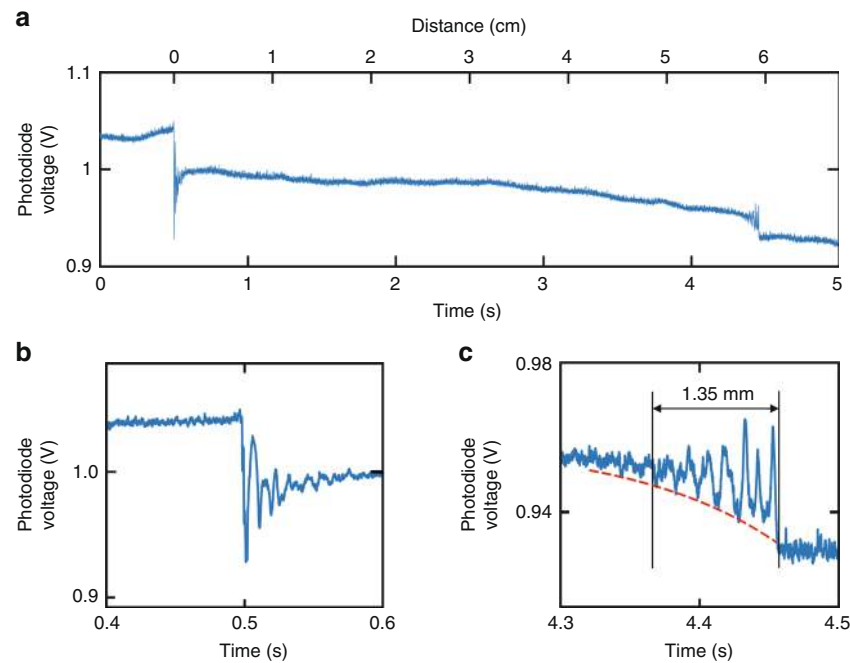 a
Distance (cm)
0 1 2 3 4 5 6
1.1
1
0.9
Photodiode
voltage (V)
0 1 2 3 4 5
Time (s)
b
1.0
0.9
Photodiode
voltage (V)
0.4 0.5 0.6
Time (s)
c
0.98
1.35 mm
0.94
Photodiode
voltage (V)
4.3 4.4 4.5
Time (s)